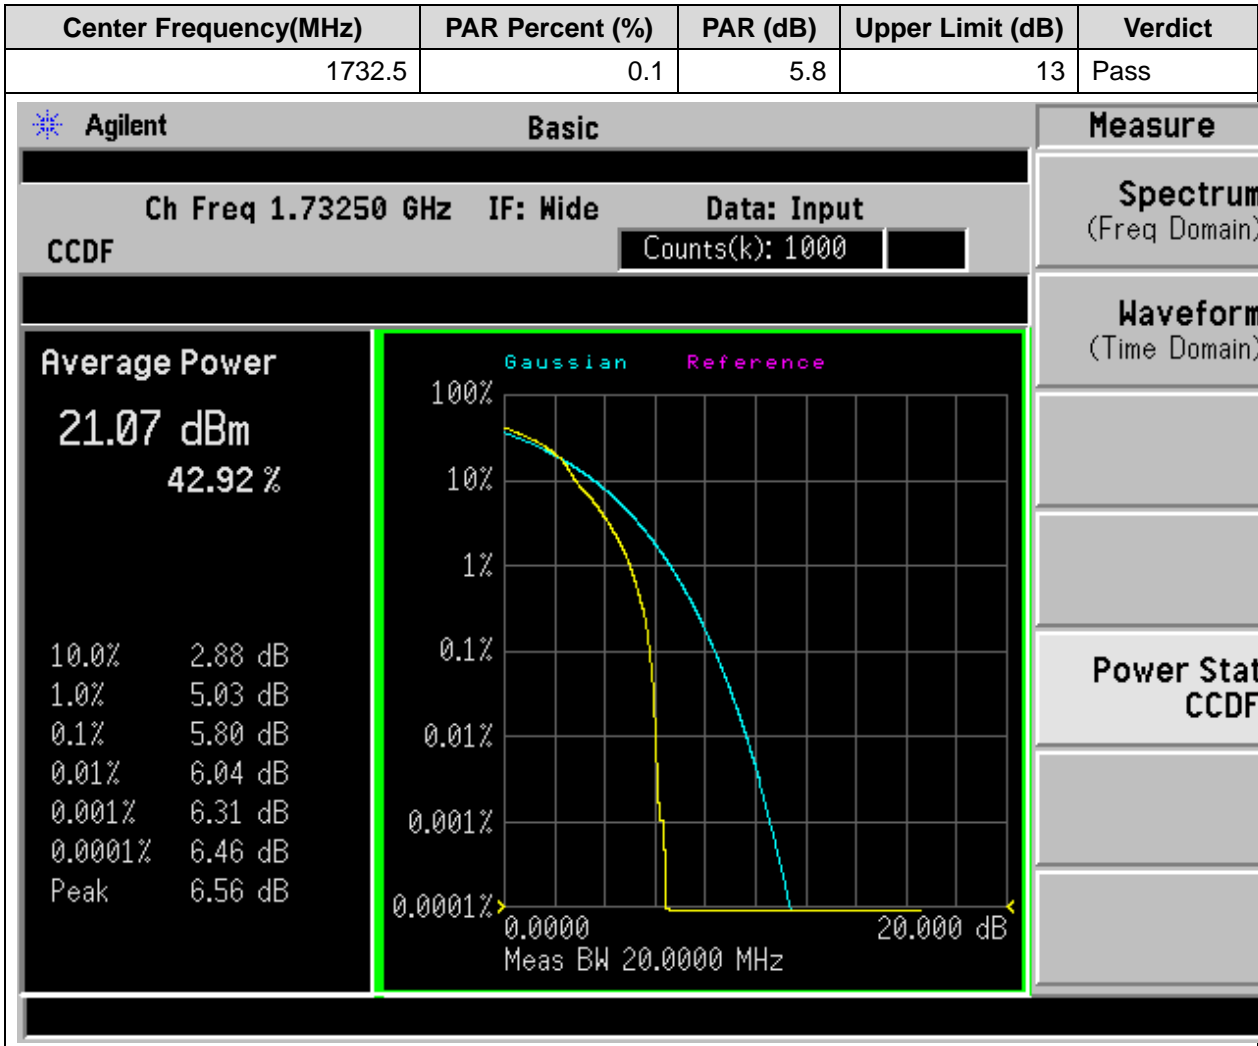 Center Frequency(MHz) PAR Percent (%) PAR (dB) Upper Limit (dB) Verdict
1732.5 0.1 5.8 13 Pass
Agilent Basic Measure
Ch Freq 1.73250 GHz IF: Wide Data: Input
CCDF Counts(k): 1000
Average Power
21.07 dBm
42.92 %
10.0% 2.88 dB
1.0% 5.03 dB
0.1% 5.80 dB
0.01% 6.04 dB
0.001% 6.31 dB
0.0001% 6.46 dB
Peak 6.56 dB
Gaussian Reference
100%
10%
1%
0.1%
0.01%
0.001%
0.0001%
0.0000 20.000 dB
Meas BW 20.0000 MHz
Spectrum
(Freq Domain)
Waveform
(Time Domain)
Power Stat
CCDF